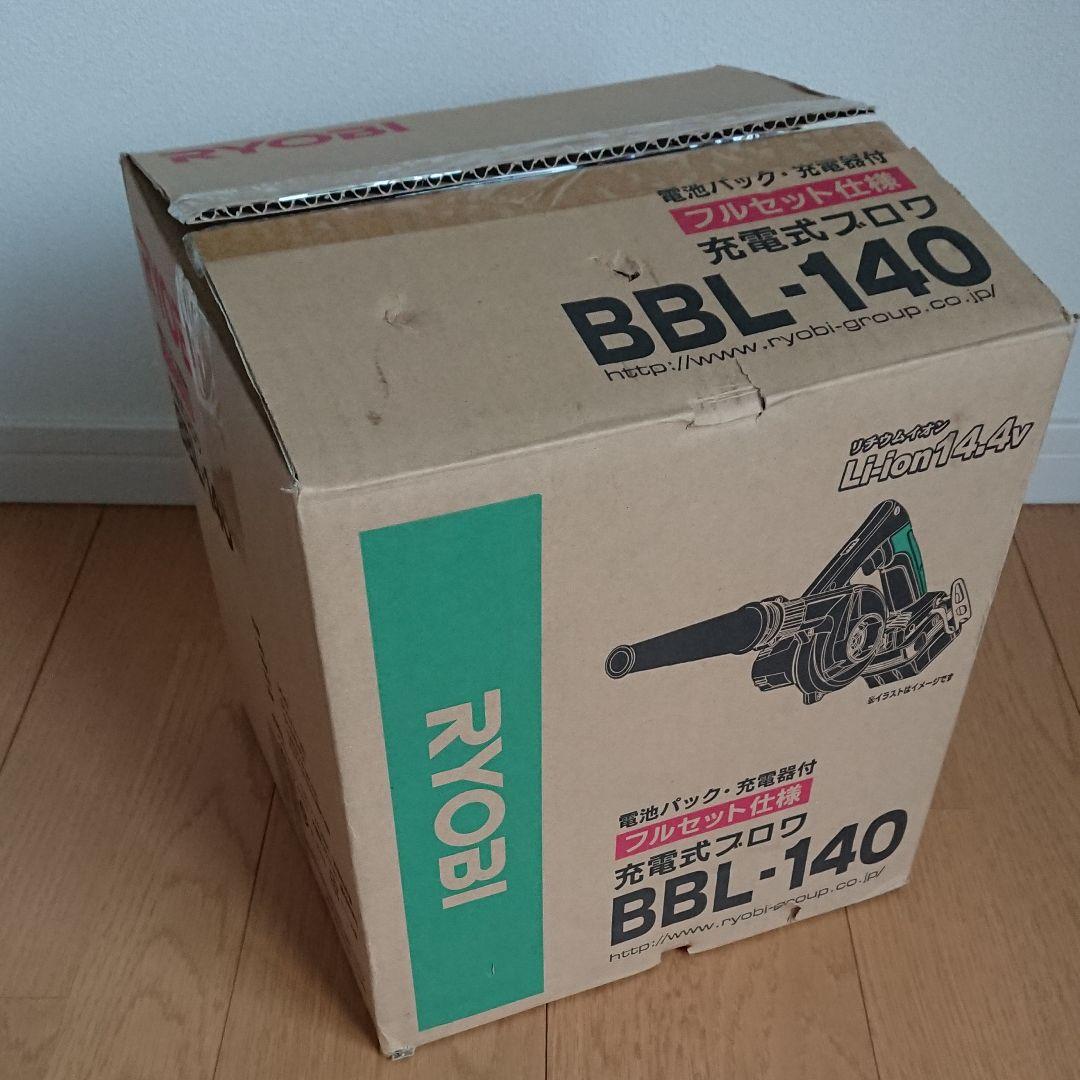 RYOBI
電池パック・充電器付
フルセット仕様
充電式ブロワ
BBL-140
http://www.ryobi-group.co.jp/
リチウムイオン
Li-ion14.4v
※イラストはイメージです
RYOBI
電池パック・充電器付
フルセット仕様
充電式ブロワ
BBL-140
http://www.ryobi-group.co.jp/